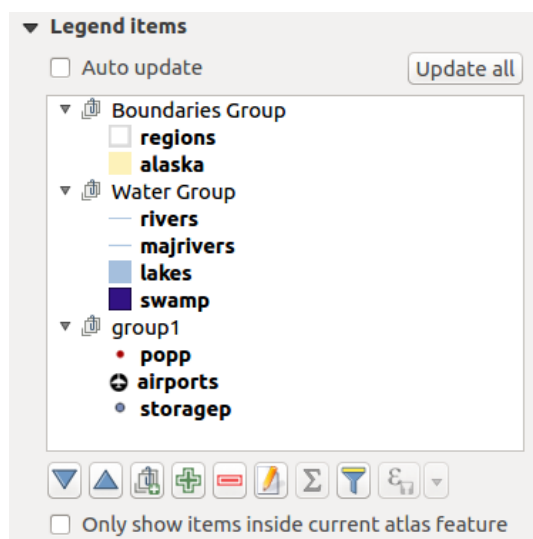 Legend items
Auto update
Update all
Boundaries Group
regions
alaska
Water Group
rivers
majrivers
lakes
swamp
group1
popp
airports
storagep
Σ
ε
Only show items inside current atlas feature